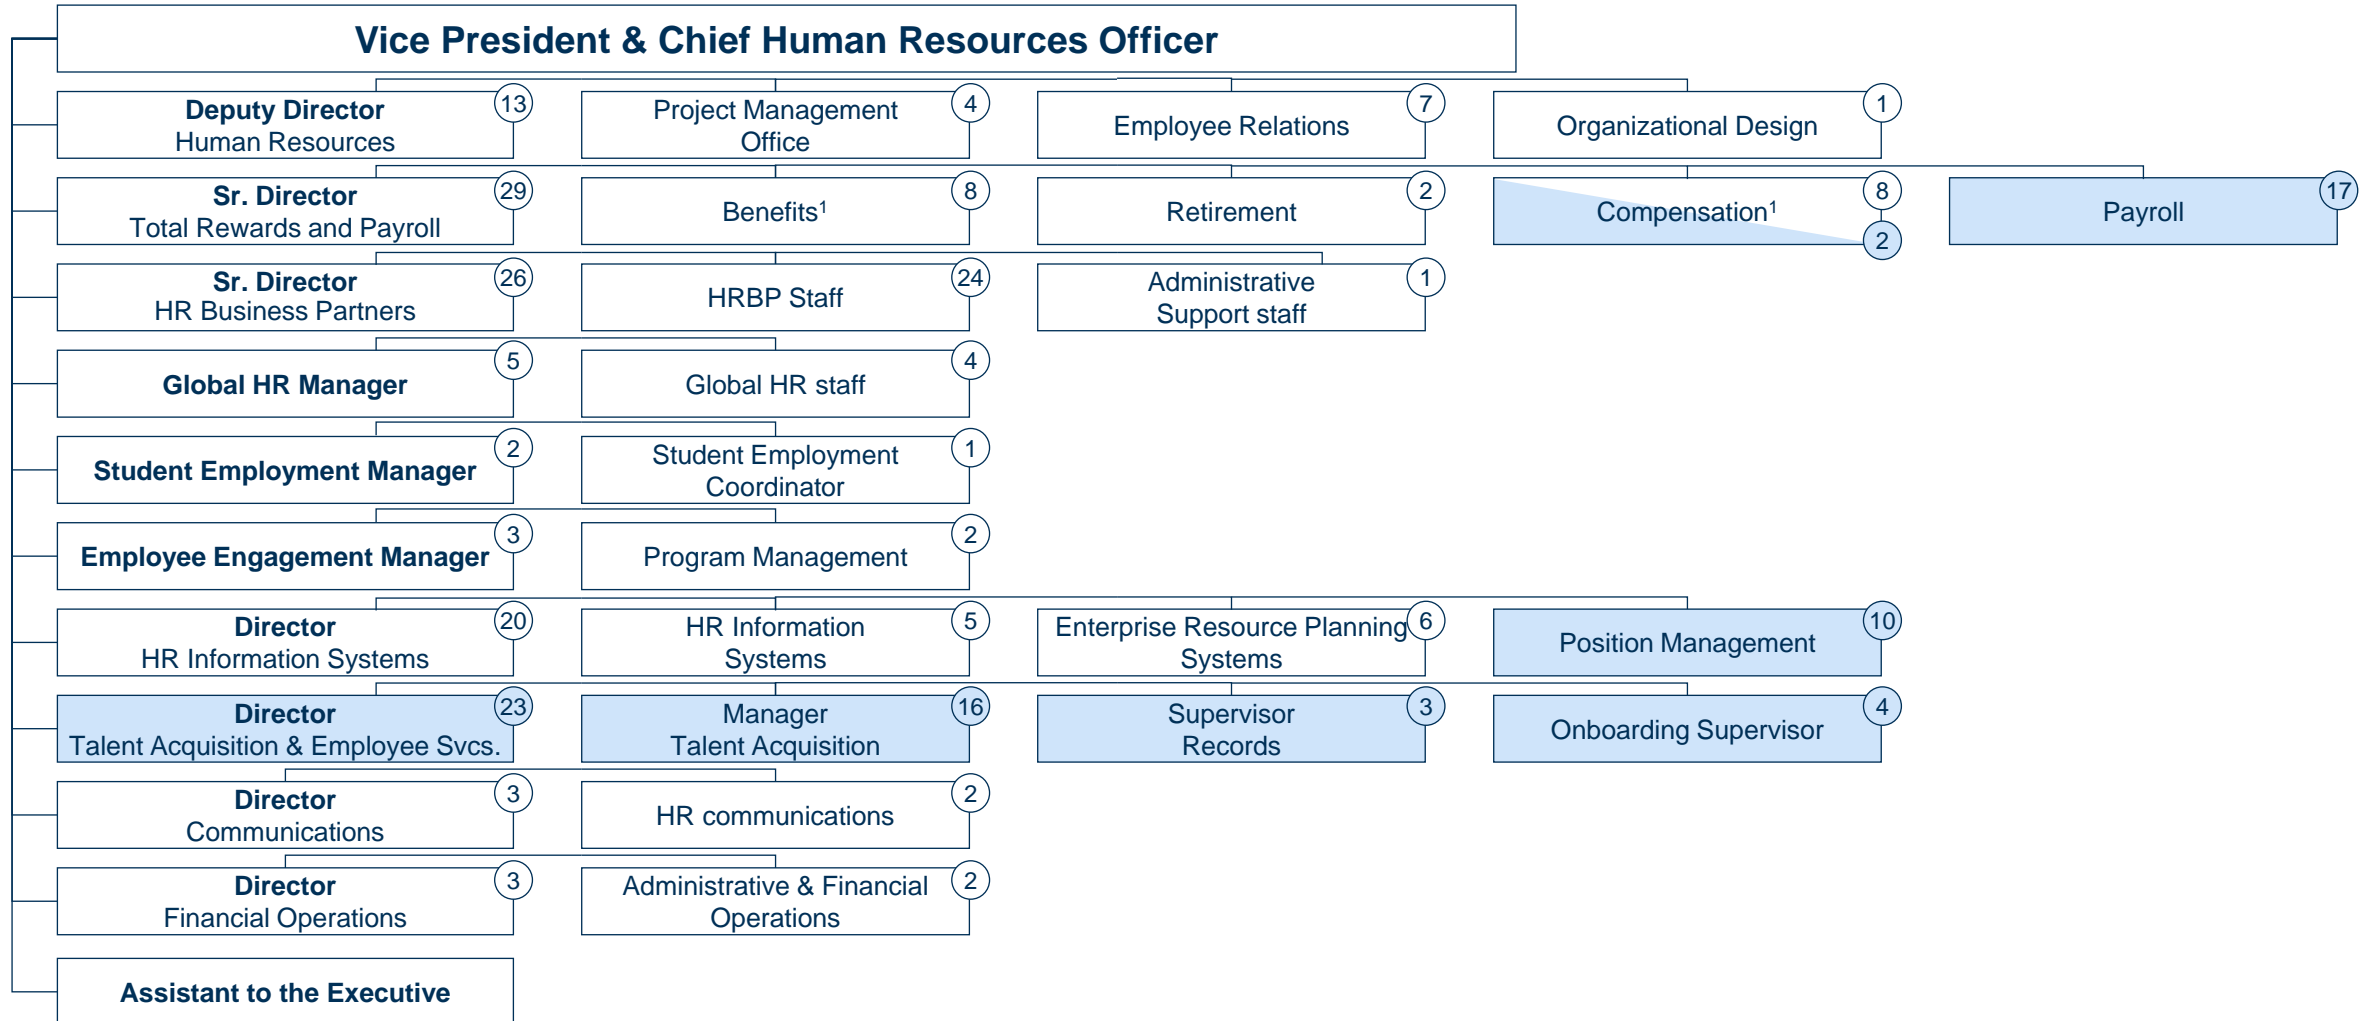 Vice President & Chief Human Resources Officer
Deputy Director
Human Resources
13
Project Management
Office
4
Employee Relations
7
Organizational Design
1
Sr. Director
Total Rewards and Payroll
29
Benefits¹
8
Retirement
2
Compensation¹
8
2
Payroll
17
Sr. Director
HR Business Partners
26
HRBP Staff
24
Administrative
Support staff
1
Global HR Manager
5
Global HR staff
4
Student Employment Manager
2
Student Employment
Coordinator
1
Employee Engagement Manager
3
Program Management
2
Director
HR Information Systems
20
HR Information
Systems
5
Enterprise Resource Planning
Systems
6
Position Management
10
Director
Talent Acquisition & Employee Svcs.
23
Manager
Talent Acquisition
16
Supervisor
Records
3
Onboarding Supervisor
4
Director
Communications
3
HR communications
2
Director
Financial Operations
3
Administrative & Financial
Operations
2
Assistant to the Executive